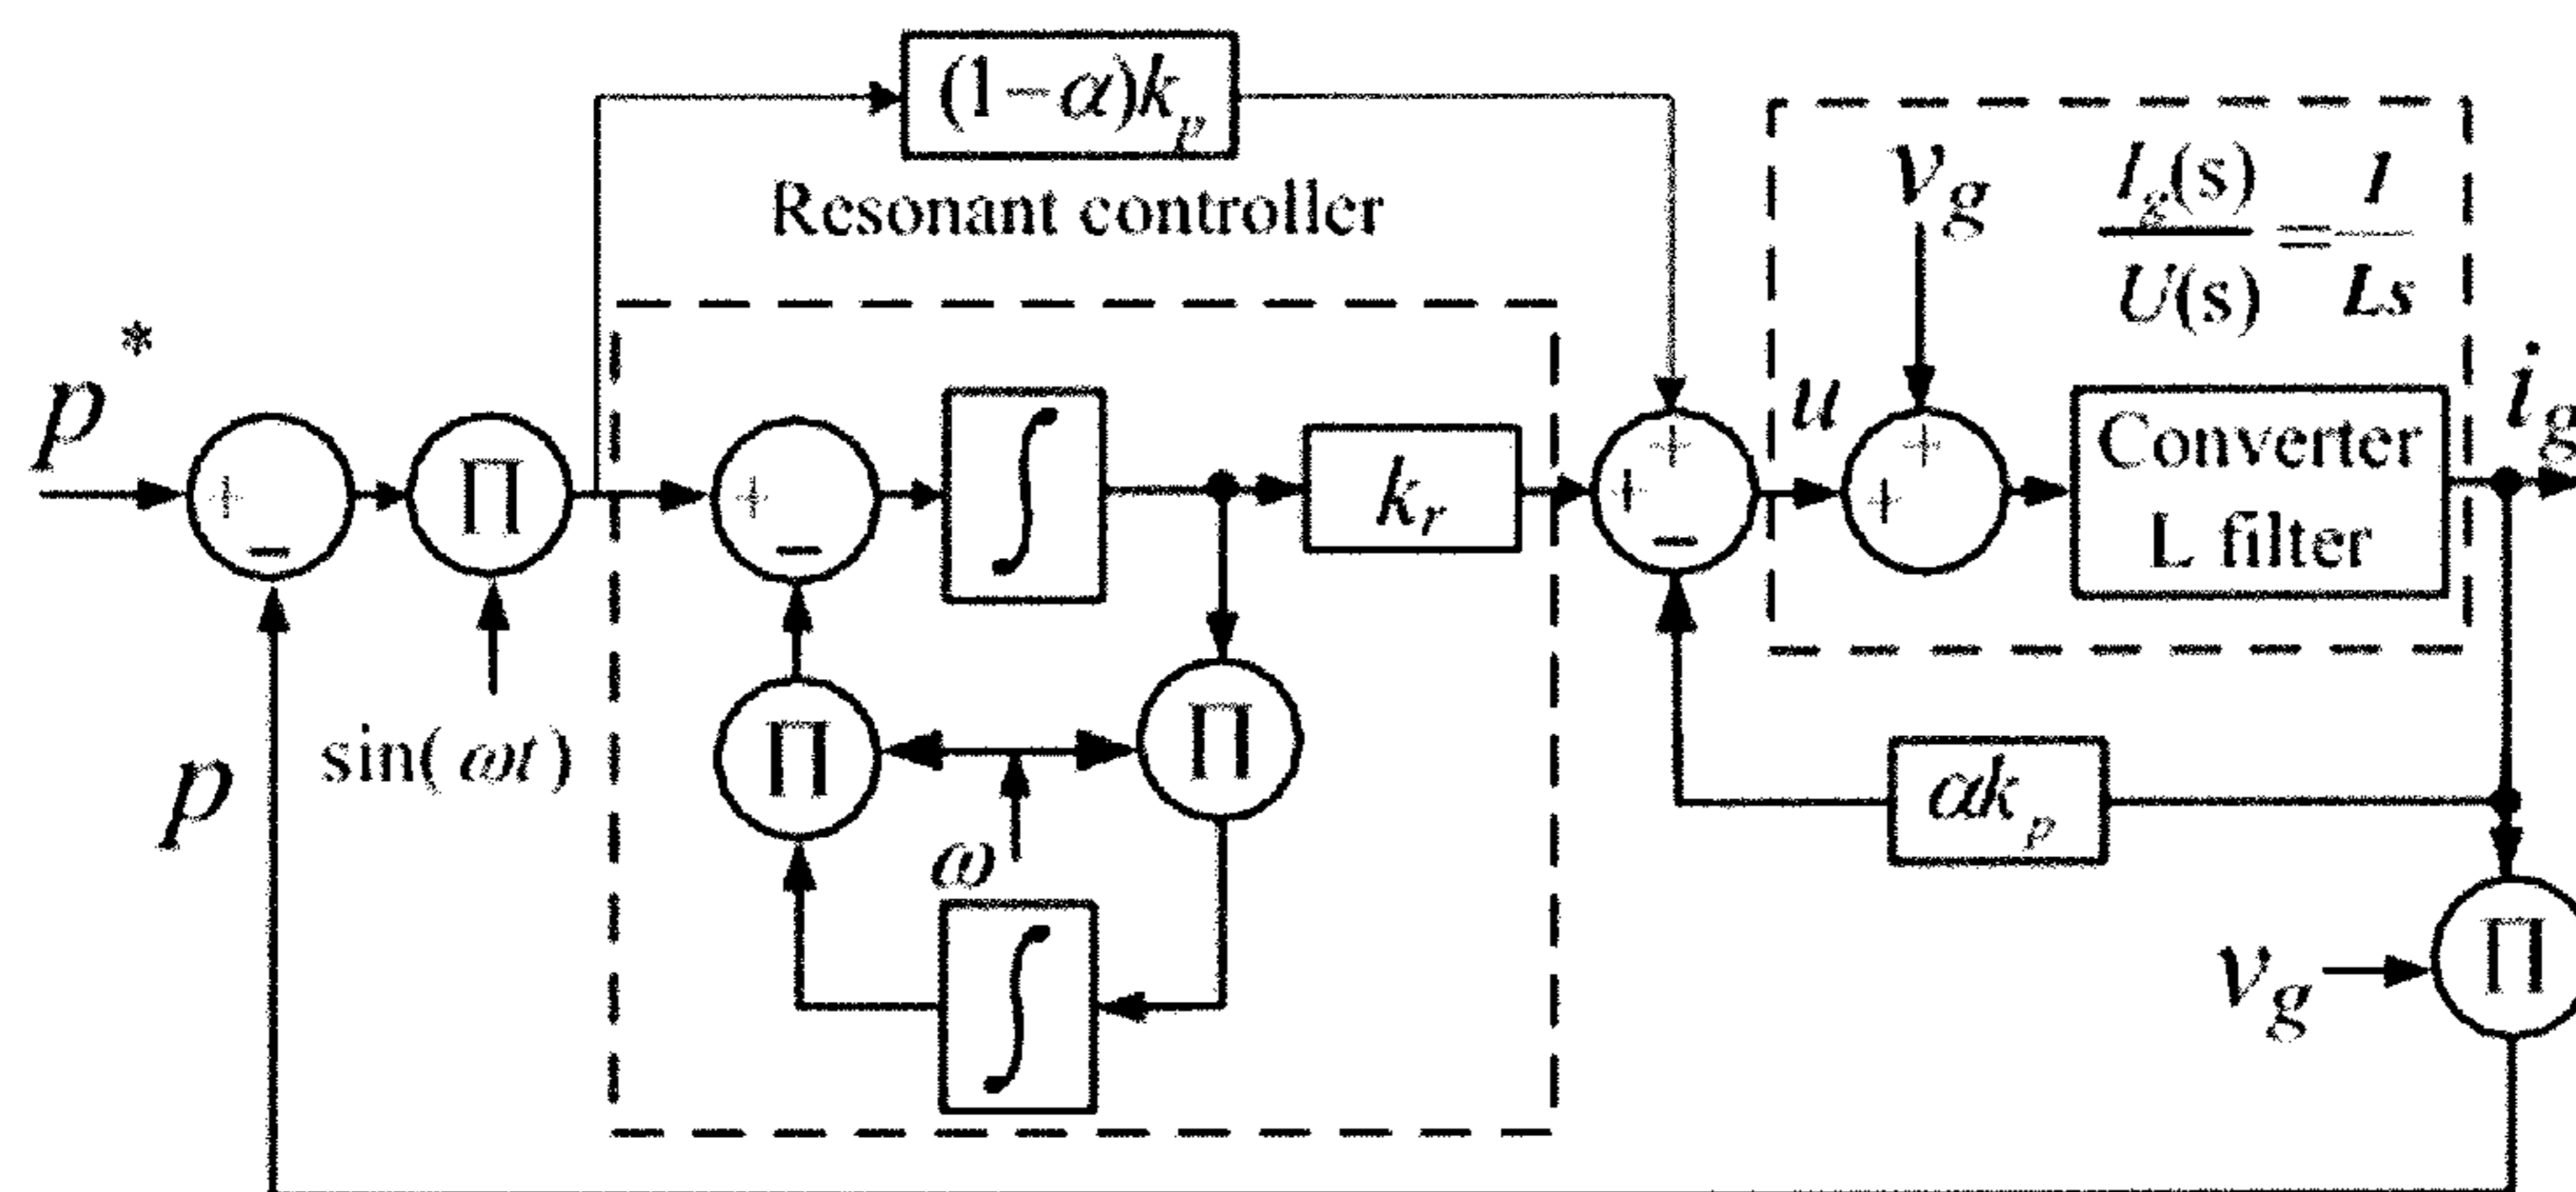 (1−α)k_p
Resonant controller
v_g
I_g(s)/U(s) = 1/Ls
p*
+
−
Π
+
−
∫
k_r
+
+
−
u
+
+
Converter
L filter
i_g
p
sin(ωt)
Π
ω
Π
∫
αk_p
v_g
Π